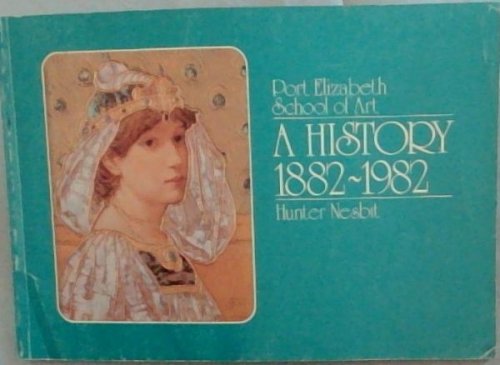 Port Elizabeth
School of Art
A HISTORY
1882~1982
Hunter Nesbit